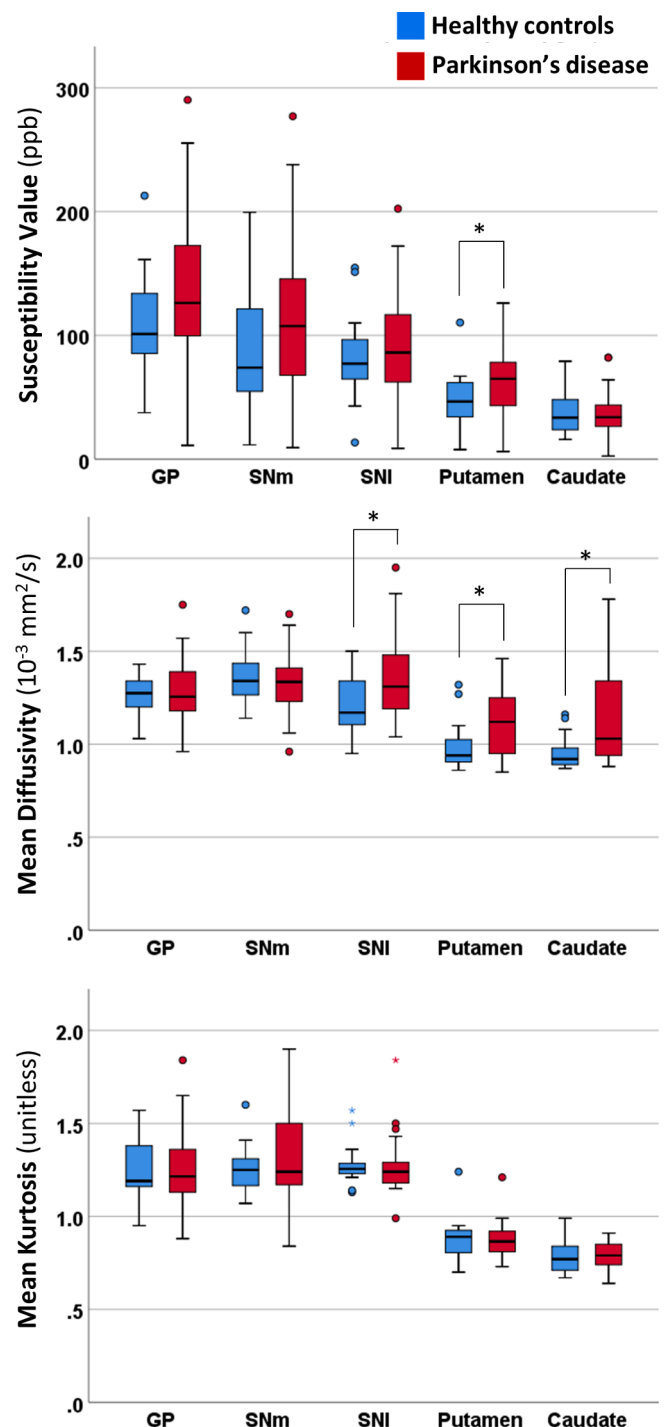 Healthy controls
Parkinson's disease
Susceptibility Value (ppb)
300
200
100
0
*
GP SNm SNl Putamen Caudate
Mean Diffusivity (10⁻³ mm²/s)
2.0
1.5
1.0
.5
.0
*
*
*
GP SNm SNl Putamen Caudate
Mean Kurtosis (unitless)
2.0
1.5
1.0
.5
.0
GP SNm SNl Putamen Caudate